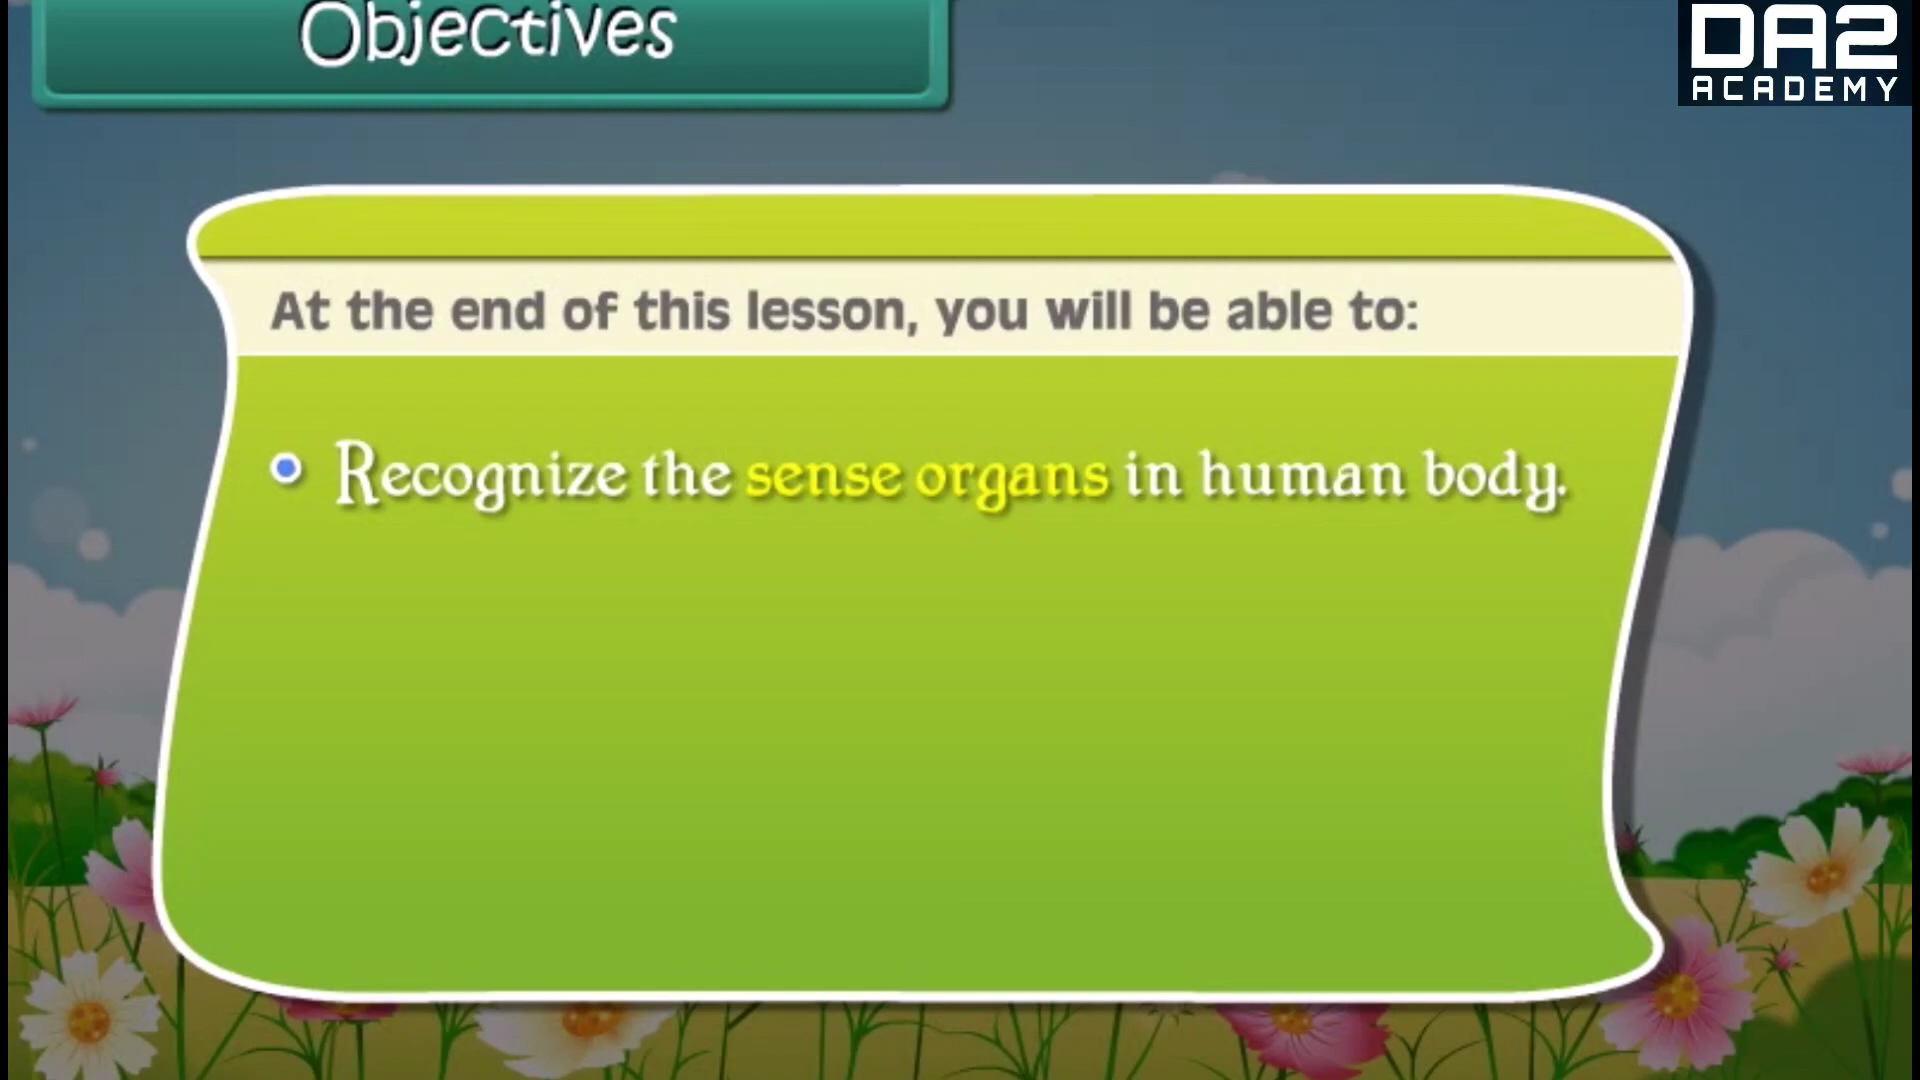 Objectives
DA2
ACADEMY
At the end of this lesson, you will be able to:
Recognize the sense organs in human body.